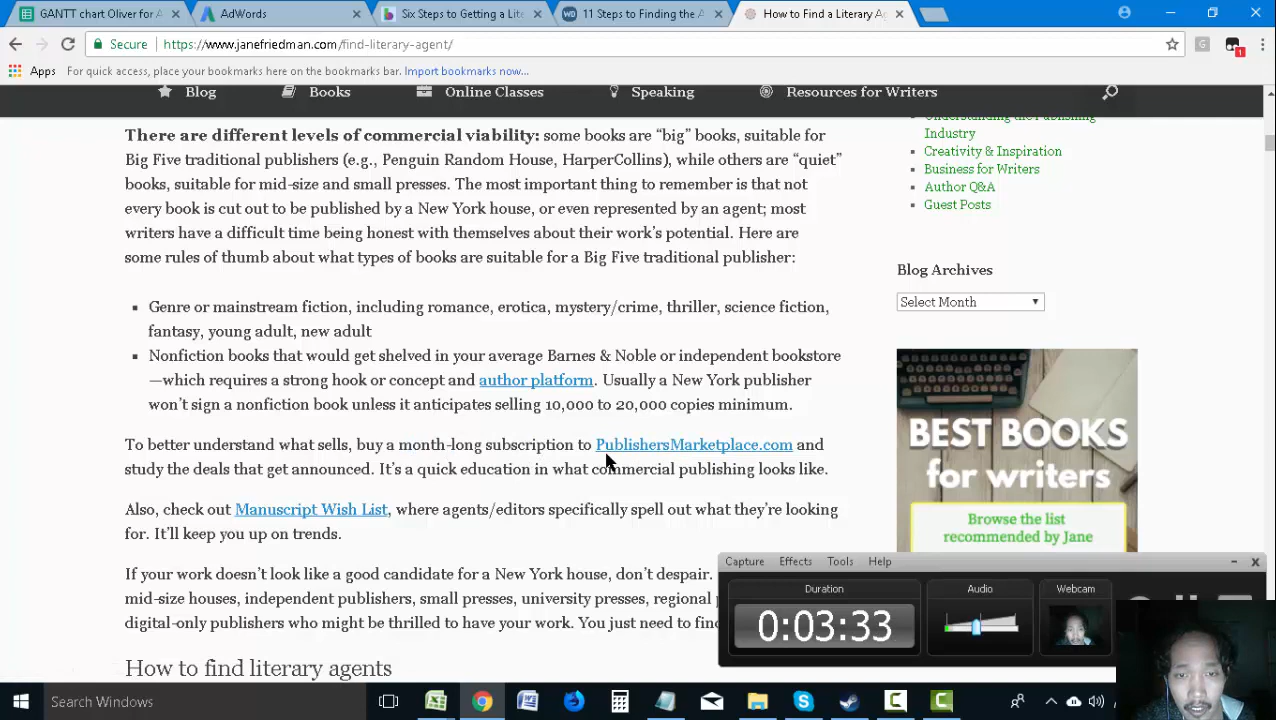 GANTT chart Oliver for A
AdWords
Six Steps to Getting a Lite
11 Steps to Finding the A
How to Find a Literary Ag
Secure https://www.janefriedman.com/find-literary-agent/
Apps For quick access, place your bookmarks here on the bookmarks bar. Import bookmarks now...
Blog Books Online Classes Speaking Resources for Writers
There are different levels of commercial viability: some books are “big” books, suitable for
Big Five traditional publishers (e.g., Penguin Random House, HarperCollins), while others are “quiet”
books, suitable for mid-size and small presses. The most important thing to remember is that not
every book is cut out to be published by a New York house, or even represented by an agent; most
writers have a difficult time being honest with themselves about their work’s potential. Here are
some rules of thumb about what types of books are suitable for a Big Five traditional publisher:
Genre or mainstream fiction, including romance, erotica, mystery/crime, thriller, science fiction,
fantasy, young adult, new adult
Nonfiction books that would get shelved in your average Barnes & Noble or independent bookstore
—which requires a strong hook or concept and author platform. Usually a New York publisher
won’t sign a nonfiction book unless it anticipates selling 10,000 to 20,000 copies minimum.
To better understand what sells, buy a month-long subscription to PublishersMarketplace.com and
study the deals that get announced. It’s a quick education in what commercial publishing looks like.
Also, check out Manuscript Wish List, where agents/editors specifically spell out what they’re looking
for. It’ll keep you up on trends.
If your work doesn’t look like a good candidate for a New York house, don’t despair.
mid-size houses, independent publishers, small presses, university presses, regional p
digital-only publishers who might be thrilled to have your work. You just need to find
How to find literary agents
Understanding the Publishing
Industry
Creativity & Inspiration
Business for Writers
Author Q&A
Guest Posts
Blog Archives
Select Month
BEST BOOKS
for writers
Browse the list
recommended by Jane
Capture Effects Tools Help
Duration Audio Webcam
0:03:33
Search Windows